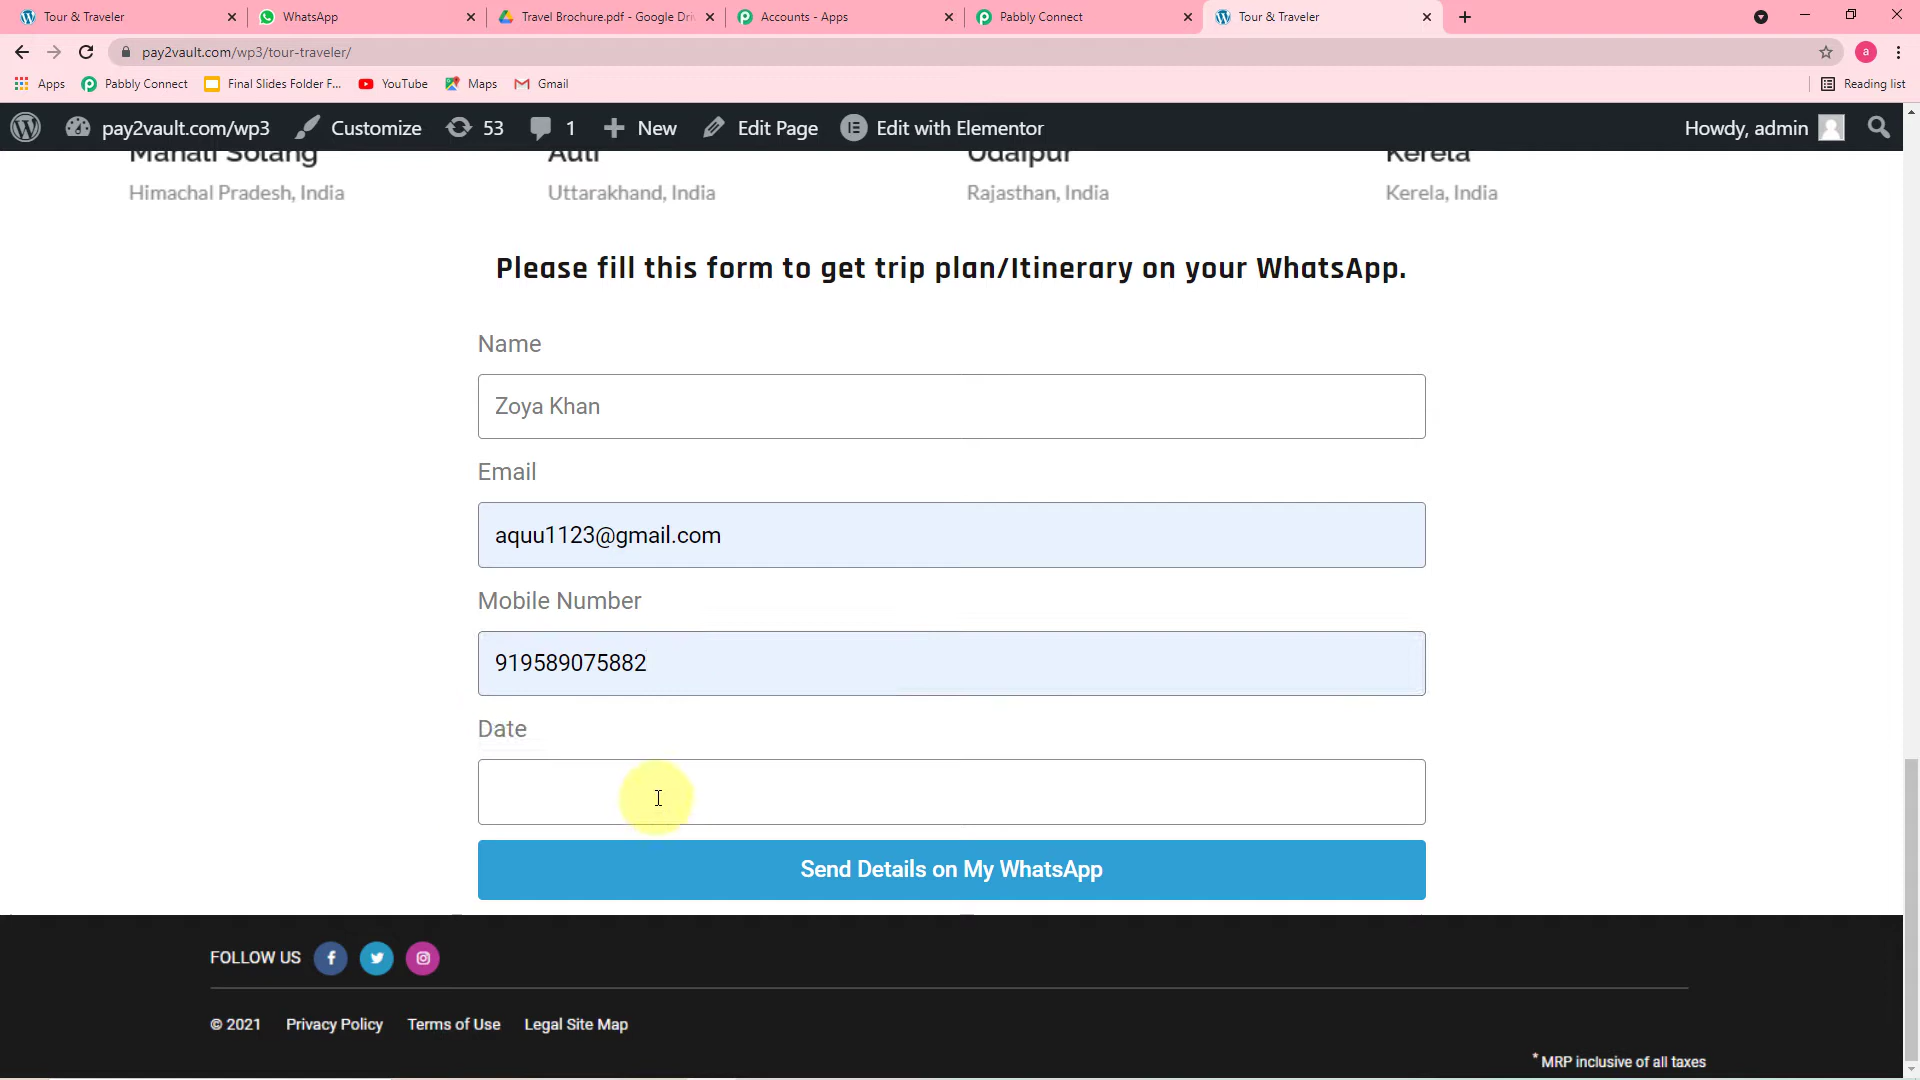 Tour & Traveler
WhatsApp
Travel Brochure.pdf - Google Dri
Accounts - Apps
Pabbly Connect
Tour & Traveler
pay2vault.com/wp3/tour-traveler/
a
Apps
Pabbly Connect
Final Slides Folder F...
YouTube
Maps
Gmail
Reading list
pay2vault.com/wp3
Customize
53
1
New
Edit Page
Edit with Elementor
Howdy, admin
Manali Solang
Auli
Udaipur
Kerela
Himachal Pradesh, India
Uttarakhand, India
Rajasthan, India
Kerela, India
Please fill this form to get trip plan/Itinerary on your WhatsApp.
Name
Zoya Khan
Email
aquu1123@gmail.com
Mobile Number
919589075882
Date
Send Details on My WhatsApp
FOLLOW US
© 2021
Privacy Policy
Terms of Use
Legal Site Map
* MRP inclusive of all taxes